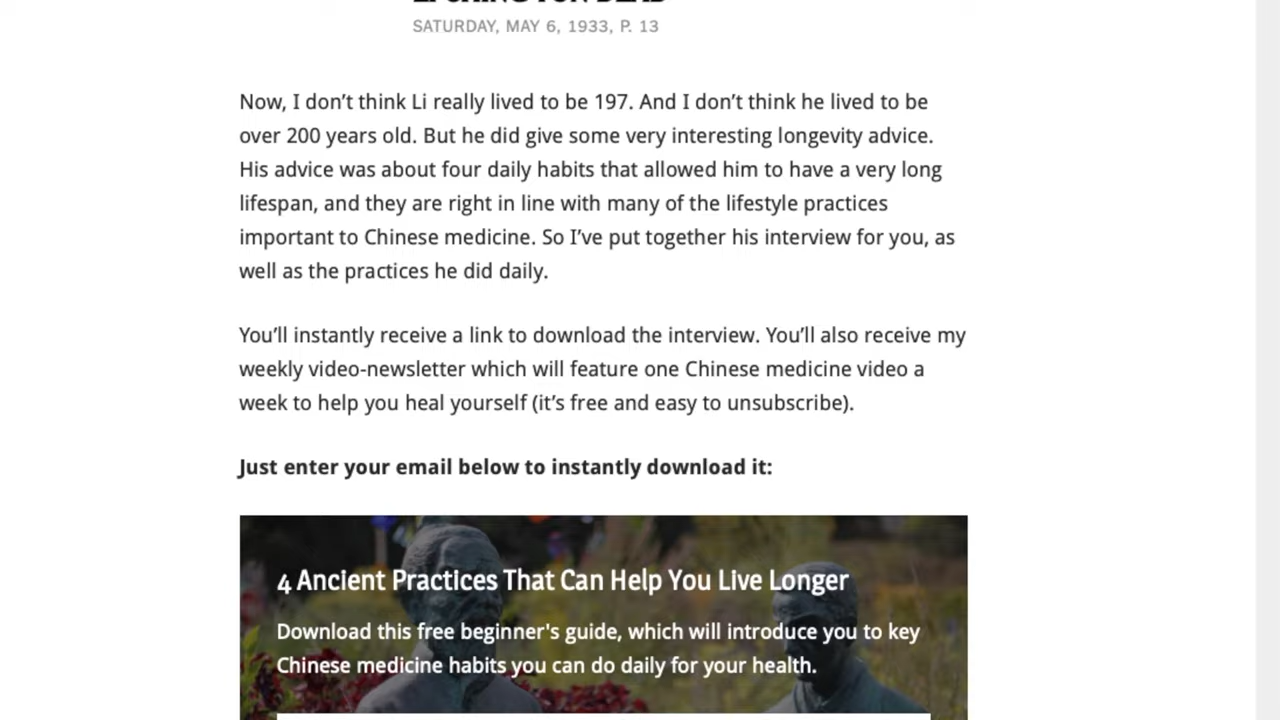 SATURDAY, MAY 6, 1933, P. 13
Now, I don’t think Li really lived to be 197. And I don’t think he lived to be
over 200 years old. But he did give some very interesting longevity advice.
His advice was about four daily habits that allowed him to have a very long
lifespan, and they are right in line with many of the lifestyle practices
important to Chinese medicine. So I’ve put together his interview for you, as
well as the practices he did daily.
You’ll instantly receive a link to download the interview. You’ll also receive my
weekly video-newsletter which will feature one Chinese medicine video a
week to help you heal yourself (it’s free and easy to unsubscribe).
Just enter your email below to instantly download it:
4 Ancient Practices That Can Help You Live Longer
Download this free beginner's guide, which will introduce you to key
Chinese medicine habits you can do daily for your health.